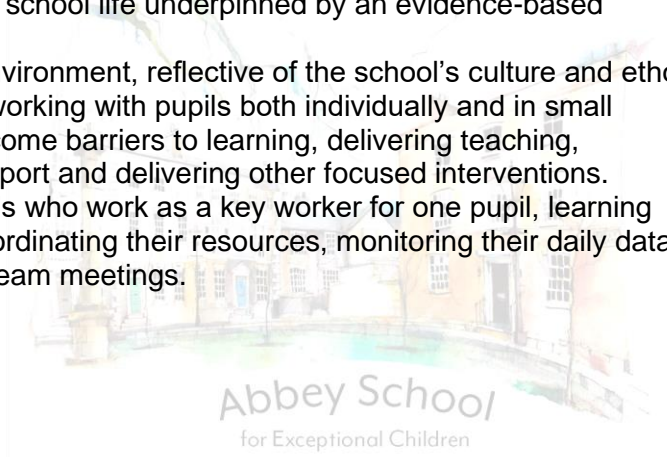 school life underpinned by an evidence-based
vironment, reflective of the school's culture and etho
working with pupils both individually and in small
come barriers to learning, delivering teaching,
port and delivering other focused interventions.
s who work as a key worker for one pupil, learning
ordinating their resources, monitoring their daily data
eam meetings.
Abbey School
for Exceptional Children